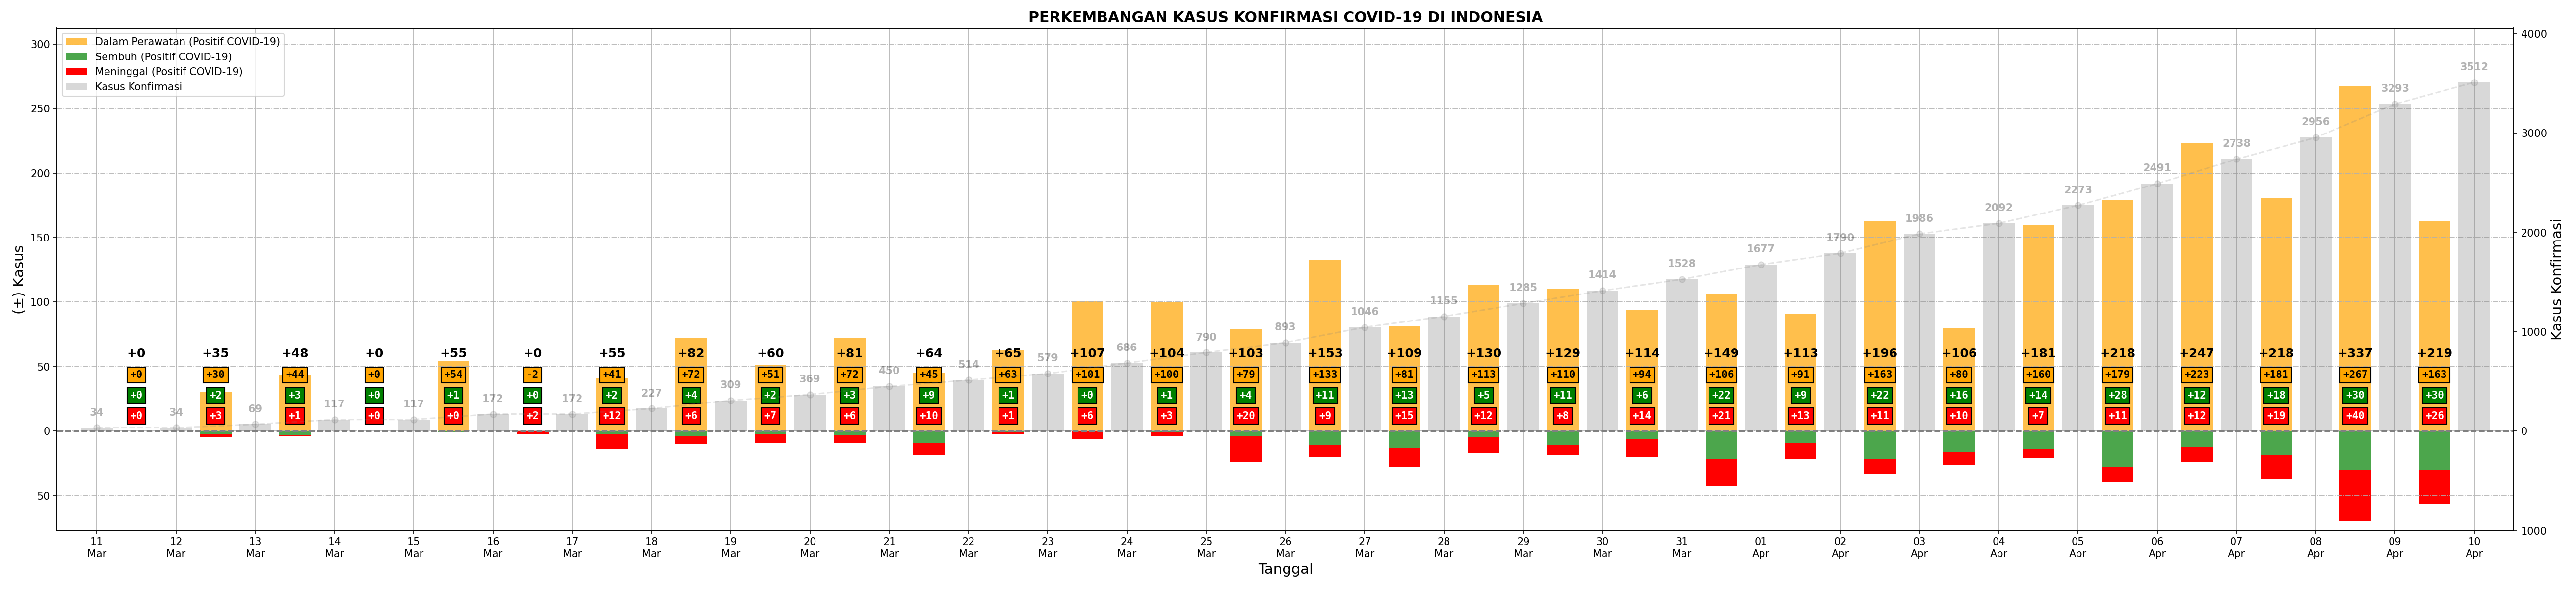 PERKEMBANGAN KASUS KONFIRMASI COVID-19 DI INDONESIA
Dalam Perawatan (Positif COVID-19)
Sembuh (Positif COVID-19)
Meninggal (Positif COVID-19)
Kasus Konfirmasi
(±) Kasus
300
250
200
150
100
50
0
50
Kasus Konfirmasi
4000
3000
2000
1000
0
1000
34 34 69 117 117 172 172 227 309 369 450 514 579 686 790 893 1046 1155 1285 1414 1528 1677 1790 1986 2092 2273 2491 2738 2956 3293 3512
+0 +35 +48 +0 +55 +0 +55 +82 +60 +81 +64 +65 +107 +104 +103 +153 +109 +130 +129 +114 +149 +113 +196 +106 +181 +218 +247 +218 +337 +219
+0 +30 +44 +0 +54 -2 +41 +72 +51 +72 +45 +63 +101 +100 +79 +133 +81 +113 +110 +94 +106 +91 +163 +80 +160 +179 +223 +181 +267 +163
+0 +2 +3 +0 +1 +0 +2 +4 +2 +3 +9 +1 +0 +1 +4 +11 +13 +5 +11 +6 +22 +9 +22 +16 +14 +28 +12 +18 +30 +30
+0 +3 +1 +0 +0 +2 +12 +6 +7 +6 +10 +1 +6 +3 +20 +9 +15 +12 +8 +14 +21 +13 +11 +10 +7 +11 +12 +19 +40 +26
11 12 13 14 15 16 17 18 19 20 21 22 23 24 25 26 27 28 29 30 31 01 02 03 04 05 06 07 08 09 10
Mar Mar Mar Mar Mar Mar Mar Mar Mar Mar Mar Mar Mar Mar Mar Mar Mar Mar Mar Mar Mar Apr Apr Apr Apr Apr Apr Apr Apr Apr Apr
Tanggal